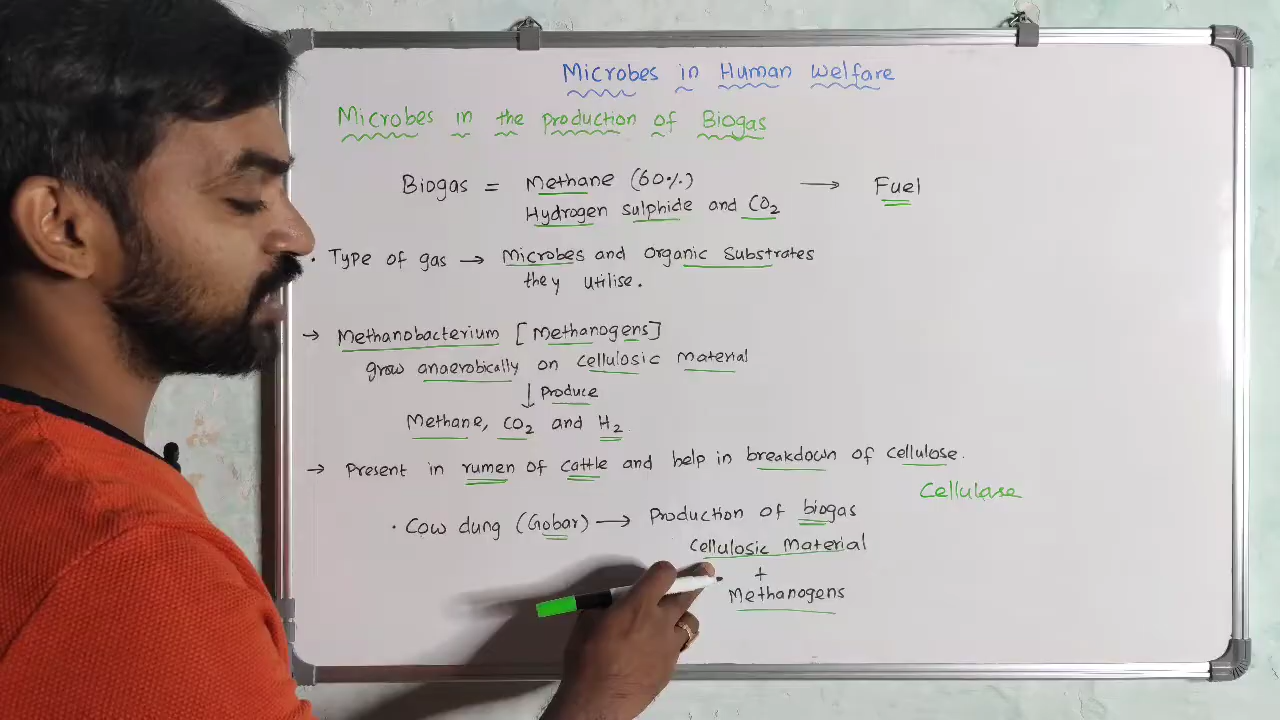 Microbes in Human Welfare
Microbes in the production of Biogas
Biogas = Methane (60%) → Fuel
Hydrogen sulphide and CO₂
. Type of gas → Microbes and Organic Substrates
they utilise.
→ Methanobacterium [Methanogens]
grow anaerobically on cellulosic Material
↓ Produce
Methane, CO₂ and H₂
→ Present in rumen of cattle and help in breakdown of cellulose.
Cellulase
. Cow dung (Gobar) → Production of biogas
Cellulosic Material
+
Methanogens